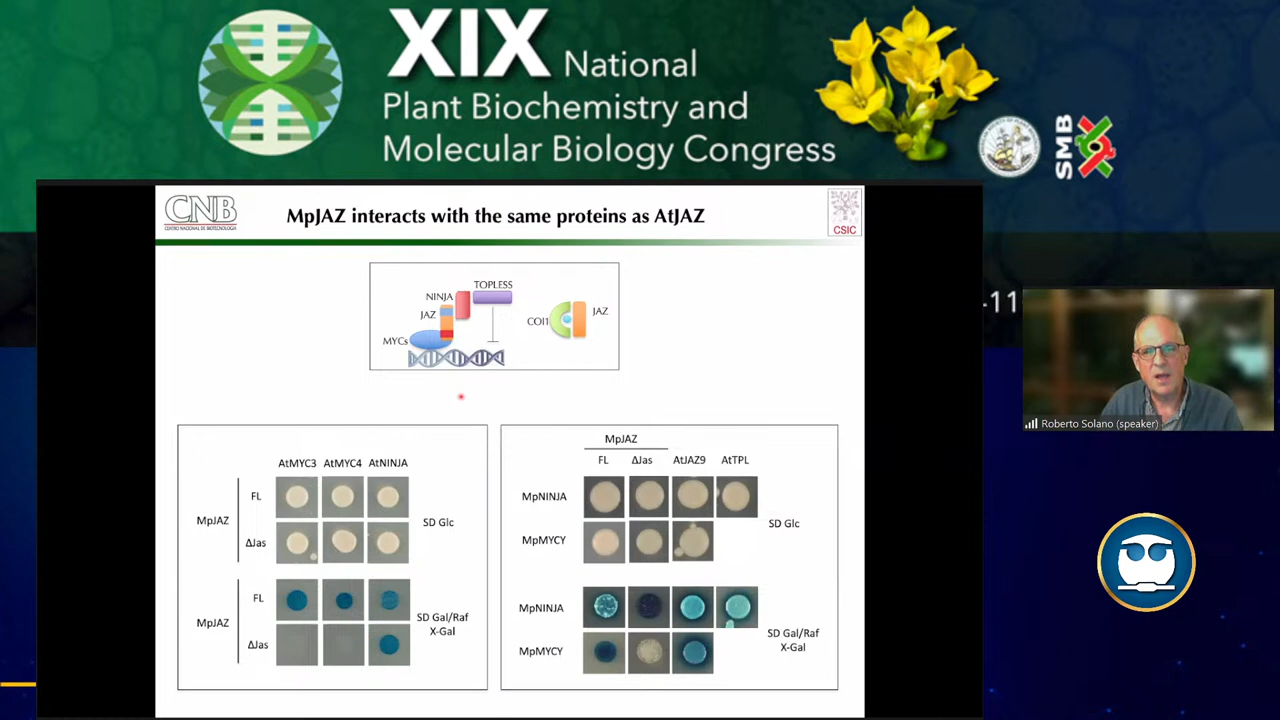 XIX National
Plant Biochemistry and
Molecular Biology Congress
SMB
CNB
CENTRO NACIONAL DE BIOTECNOLOGIA
MpJAZ interacts with the same proteins as AtJAZ
CSIC
TOPLESS
NINJA
JAZ
MYCs
COI1
JAZ
-11
Roberto Solano (speaker)
AtMYC3 AtMYC4 AtNINJA
MpJAZ
FL
ΔJas
SD Glc
MpJAZ
FL
ΔJas
SD Gal/Raf
X-Gal
MpJAZ
FL ΔJas AtJAZ9 AtTPL
MpNINJA
MpMYCY
SD Glc
MpNINJA
MpMYCY
SD Gal/Raf
X-Gal